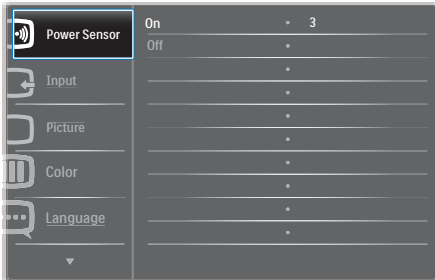 Power Sensor
On 3
Off
Input
Picture
Color
Language